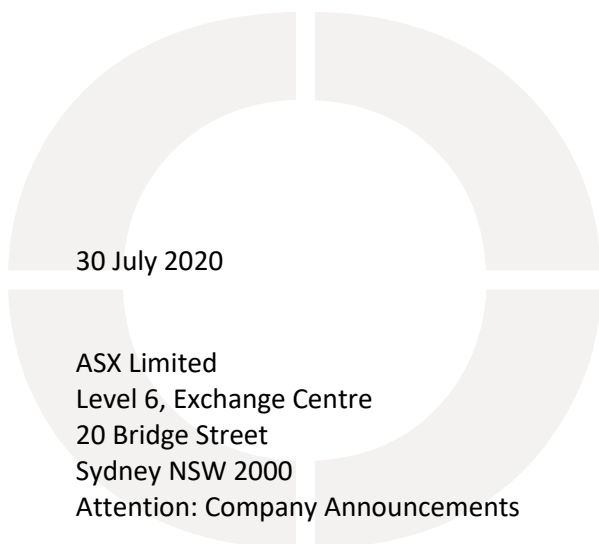 30 July 2020
ASX Limited
Level 6, Exchange Centre
20 Bridge Street
Sydney NSW 2000
Attention: Company Announcements